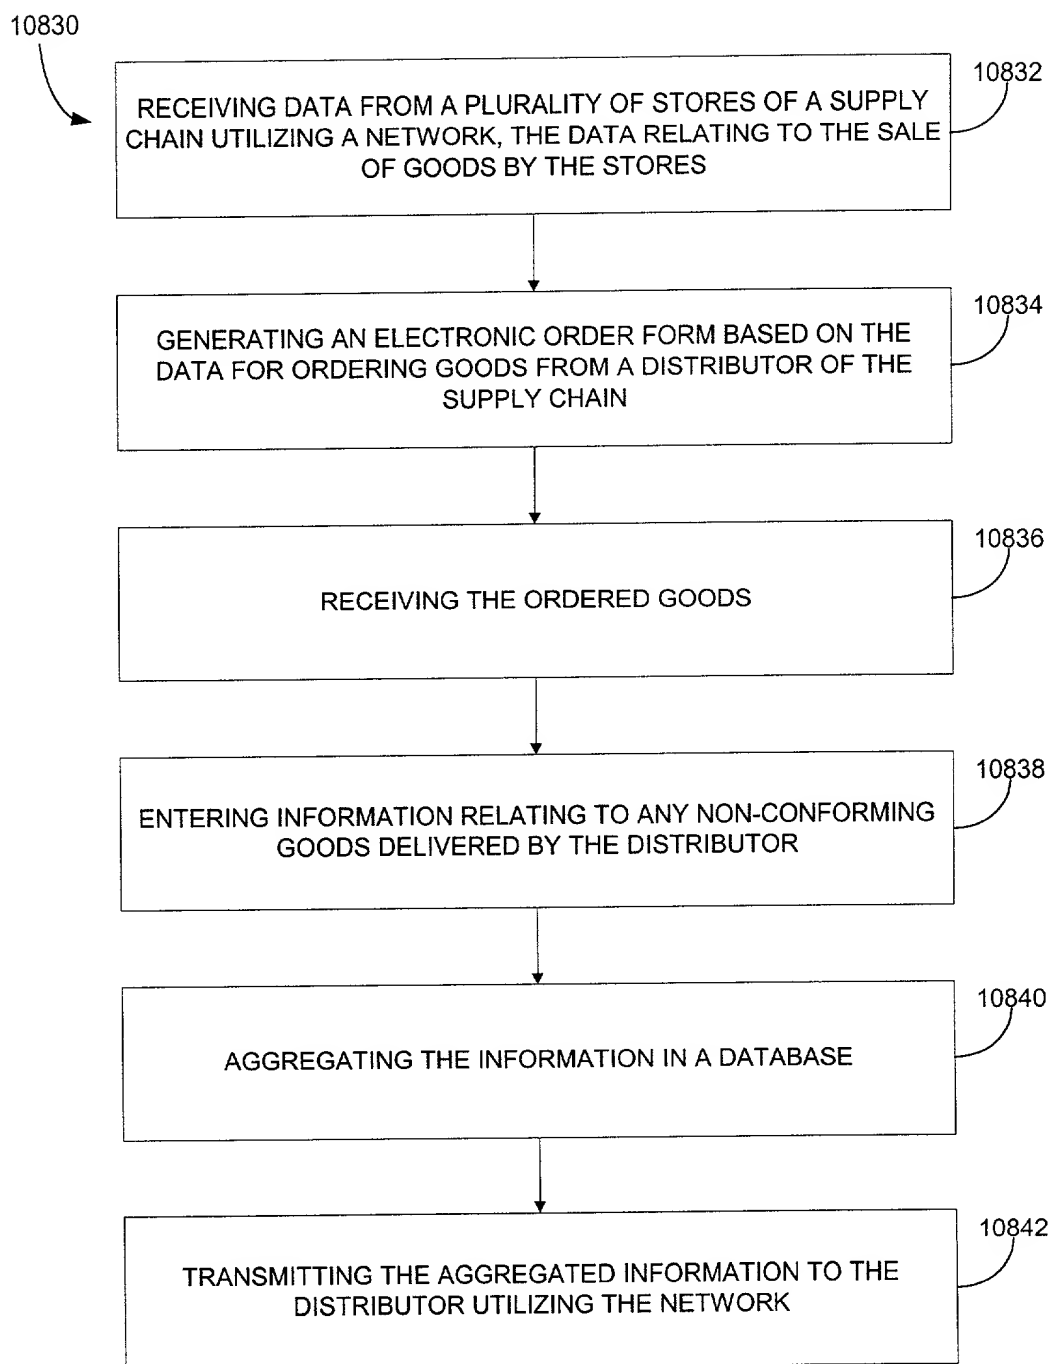 10830
10832
RECEIVING DATA FROM A PLURALITY OF STORES OF A SUPPLY
CHAIN UTILIZING A NETWORK, THE DATA RELATING TO THE SALE
OF GOODS BY THE STORES
10834
GENERATING AN ELECTRONIC ORDER FORM BASED ON THE
DATA FOR ORDERING GOODS FROM A DISTRIBUTOR OF THE
SUPPLY CHAIN
10836
RECEIVING THE ORDERED GOODS
10838
ENTERING INFORMATION RELATING TO ANY NON-CONFORMING
GOODS DELIVERED BY THE DISTRIBUTOR
10840
AGGREGATING THE INFORMATION IN A DATABASE
10842
TRANSMITTING THE AGGREGATED INFORMATION TO THE
DISTRIBUTOR UTILIZING THE NETWORK